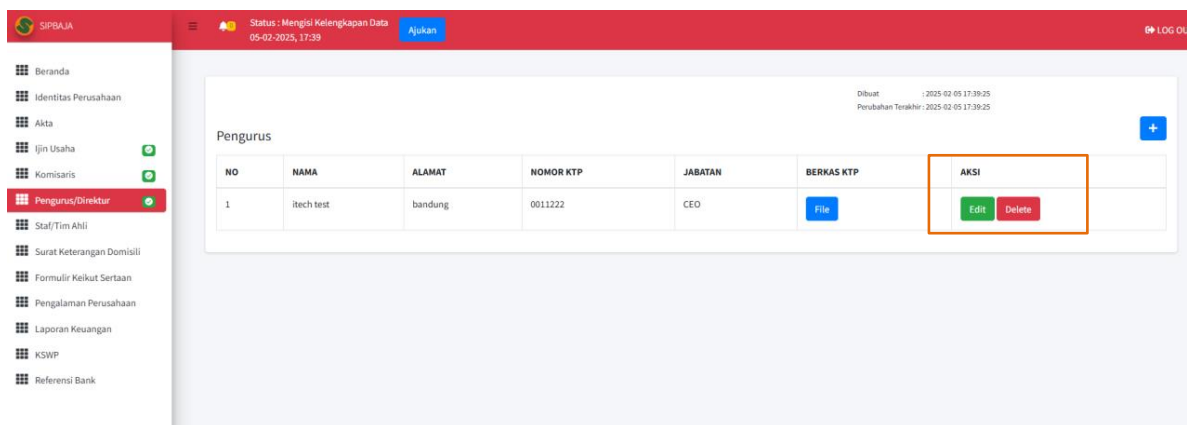 SIPBAJA
Status : Mengisi Kelengkapan Data
05-02-2025, 17:39
Ajukan
LOG OU
Beranda
Identitas Perusahaan
Akta
Ijin Usaha
Komisaris
Pengurus/Direktur
Staf/Tim Ahli
Surat Keterangan Domisili
Formulir Keikut Sertaan
Pengalaman Perusahaan
Laporan Keuangan
KSWP
Referensi Bank
Dibuat : 2025-02-05 17:39:25
Perubahan Terakhir : 2025-02-05 17:39:25
+
Pengurus
NO NAMA ALAMAT NOMOR KTP JABATAN BERKAS KTP AKSI
1 itech test bandung 0011222 CEO File Edit Delete